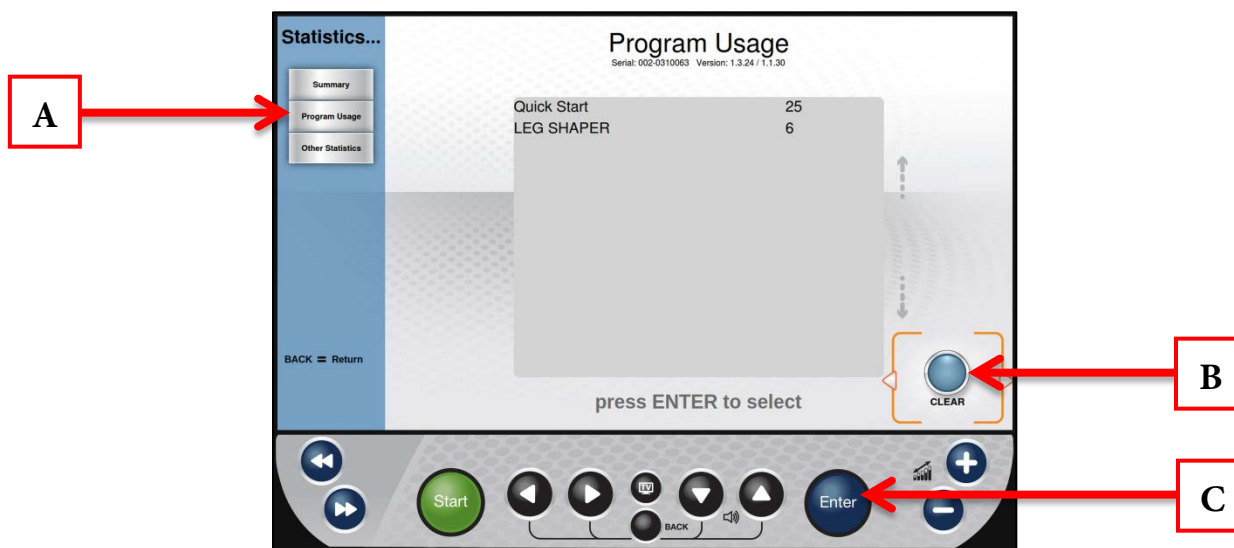 Statistics...
Summary
Program Usage
Other Statistics
BACK = Return
Program Usage
Serial: 002-0310063 Version: 1.3.24 / 1.1.30
Quick Start 25
LEG SHAPER 6
press ENTER to select
CLEAR
Start
TV
BACK
Enter
A
B
C